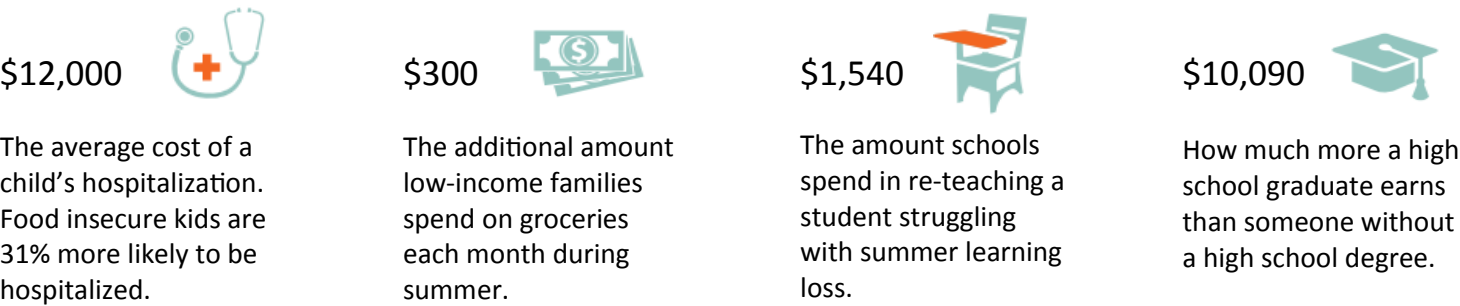 $12,000
The average cost of a
child's hospitalization.
Food insecure kids are
31% more likely to be
hospitalized.
$300
The additional amount
low-income families
spend on groceries
each month during
summer.
$1,540
The amount schools
spend in re-teaching a
student struggling
with summer learning
loss.
$10,090
How much more a high
school graduate earns
than someone without
a high school degree.